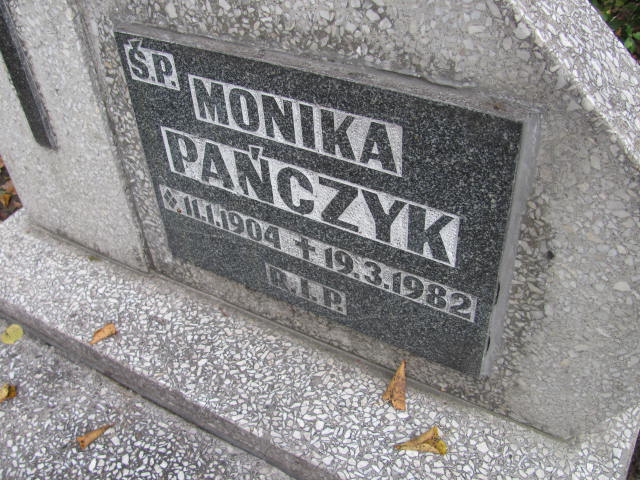 Ś.P.
MONIKA
PAŃCZYK
* 11.1.1904 + 19.3.1982
R.I.P.